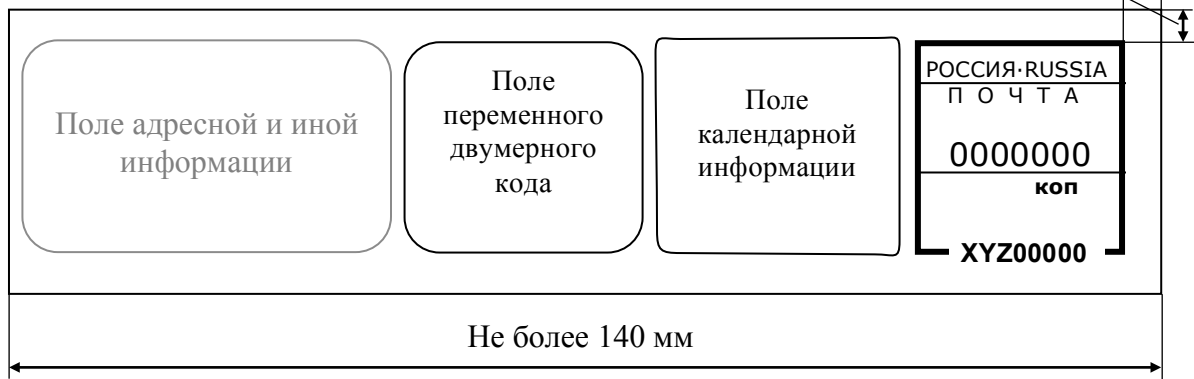 Поле адресной и иной
информации
Поле
переменного
двумерного
кода
Поле
календарной
информации
РОССИЯ·RUSSIA
П О Ч Т А
0000000
коп
XYZ00000
Не более 140 мм